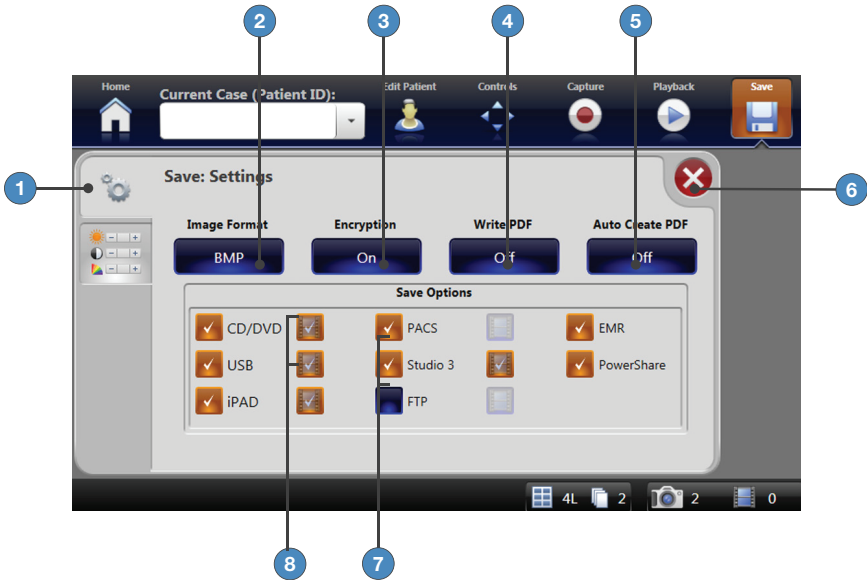 2 3 4 5
Home Edit Patient Controls Capture Playback Save
Current Case (Patient ID):
1
Save: Settings
6
Image Format Encryption Write PDF Auto Create PDF
BMP On Off Off
Save Options
CD/DVD PACS EMR
USB Studio 3 PowerShare
iPAD FTP
4L 2 2 0
8 7